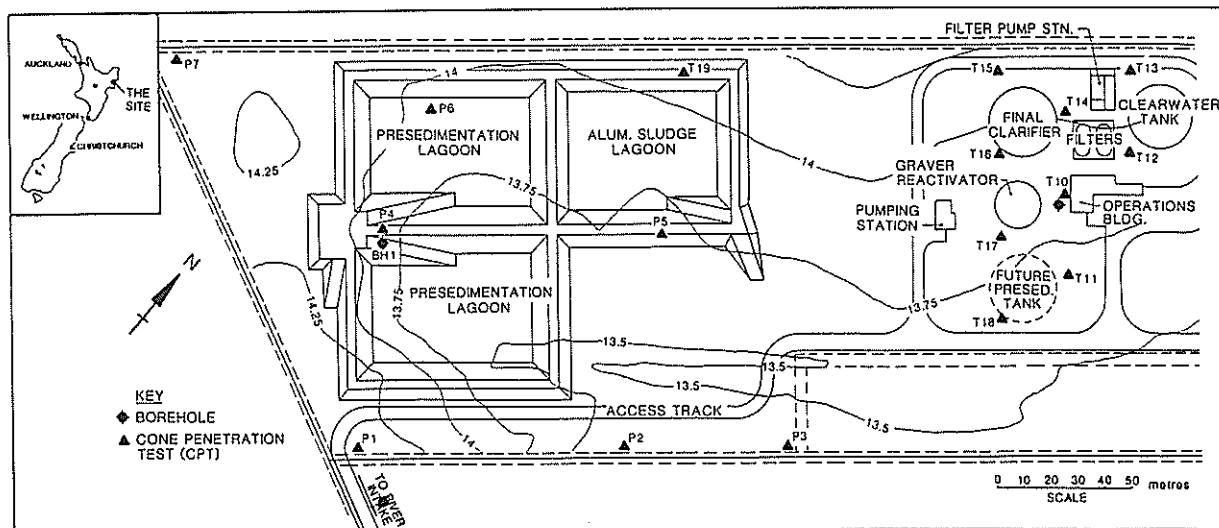 AUCKLAND
THE
SITE
WELLINGTON
CHRISTCHURCH
P7
14
T19
FILTER PUMP STN.
T15
T13
P6
T14
CLEARWATER
TANK
14.25
PRESEDIMENTATION
LAGOON
ALUM. SLUDGE
LAGOON
FINAL
CLARIFIER
FILTERS
T16
T12
14
GRAVER
REACTIVATOR
13.75
T10
P4
P5
PUMPING
STATION
OPERATIONS
BLDG.
BH1
T17
N
14.25
13.75
PRESEDIMENTATION
LAGOON
FUTURE
PRESED.
TANK
T11
13.75
T18
13.5
13.5
13.5
KEY
BOREHOLE
CONE PENETRATION
TEST (CPT)
ACCESS TRACK
13.5
P1
14
P2
P3
TO RIVER
INTAKE
0 10 20 30 40 50 metres
SCALE